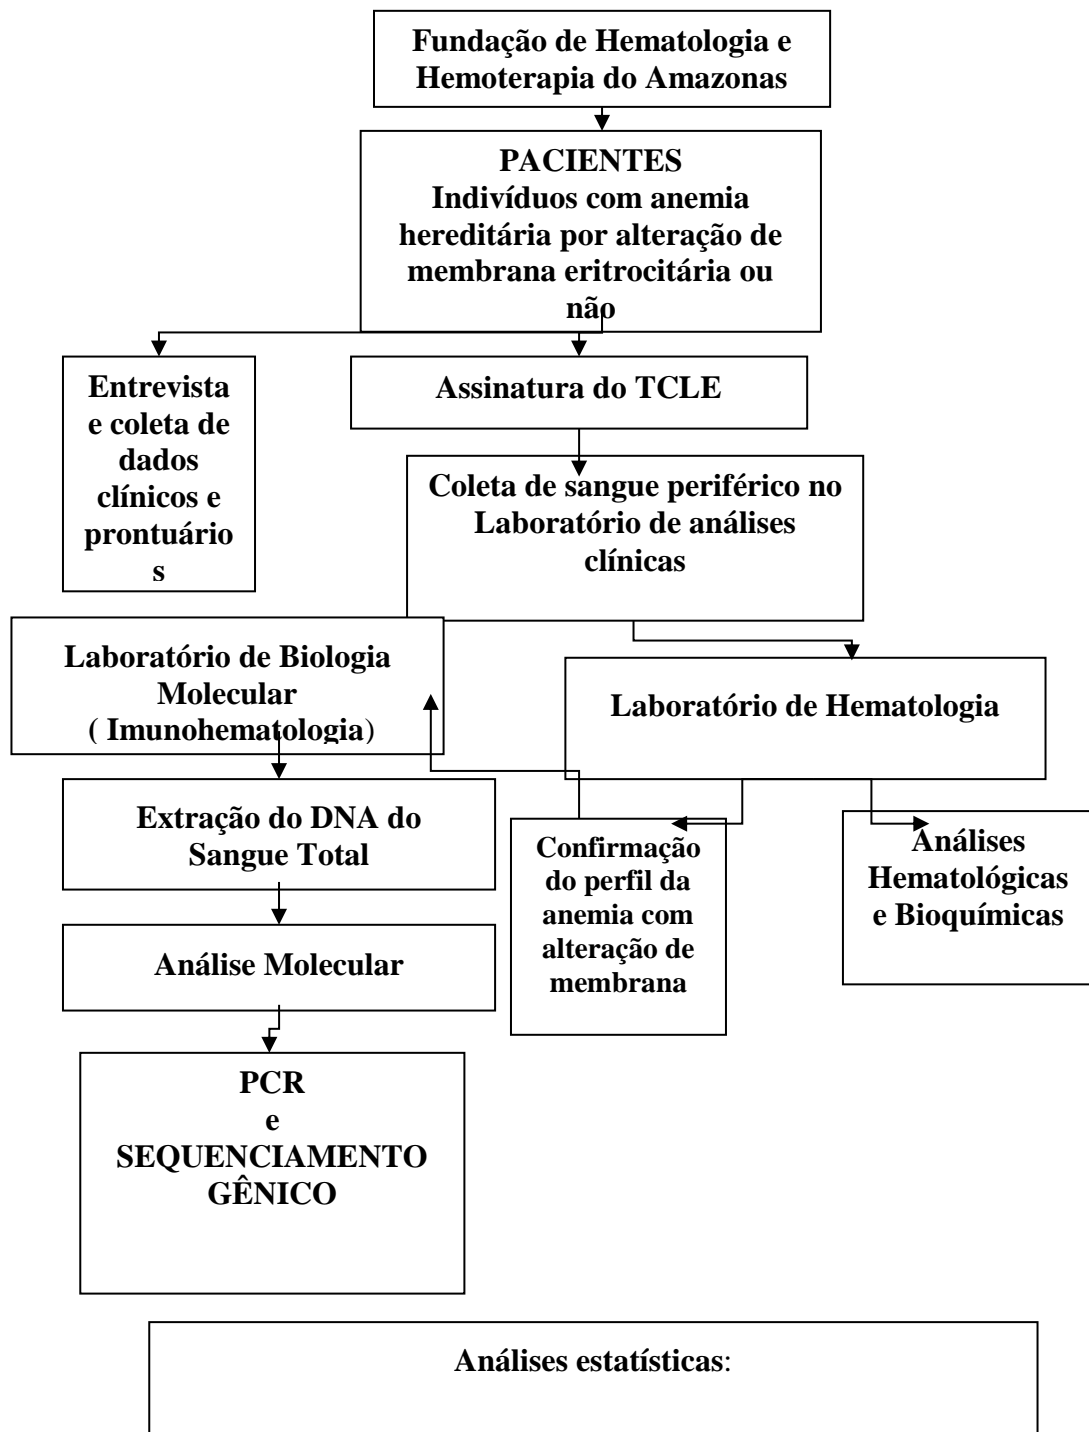 Fundação de Hematologia e
Hemoterapia do Amazonas
PACIENTES
Indivíduos com anemia
hereditária por alteração de
membrana eritrocitária ou
não
Entrevista
e coleta de
dados
clínicos e
prontuário
s
Assinatura do TCLE
Coleta de sangue periférico no
Laboratório de análises
clínicas
Laboratório de Biologia
Molecular
( Imunohematologia)
Laboratório de Hematologia
Extração do DNA do
Sangue Total
Confirmação
do perfil da
anemia com
alteração de
membrana
Análises
Hematológicas
e Bioquímicas
Análise Molecular
PCR
e
SEQUENCIAMENTO
GÊNICO
Análises estatísticas: